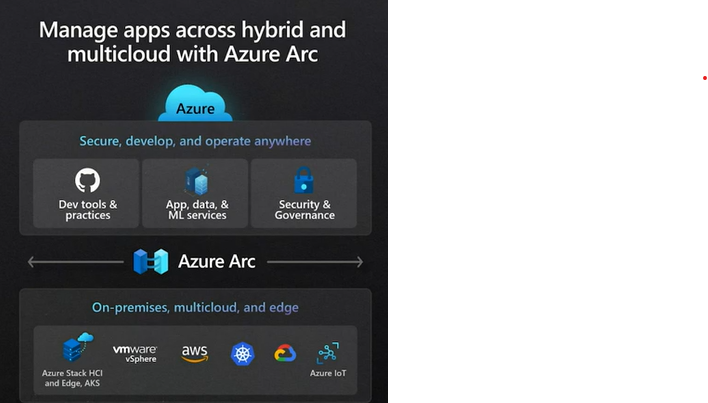 Manage apps across hybrid and
multicloud with Azure Arc
Azure
Secure, develop, and operate anywhere
Dev tools &
practices
App, data, &
ML services
Security &
Governance
Azure Arc
On-premises, multicloud, and edge
Azure Stack HCI
and Edge, AKS
vmware
vSphere
aws
Azure IoT